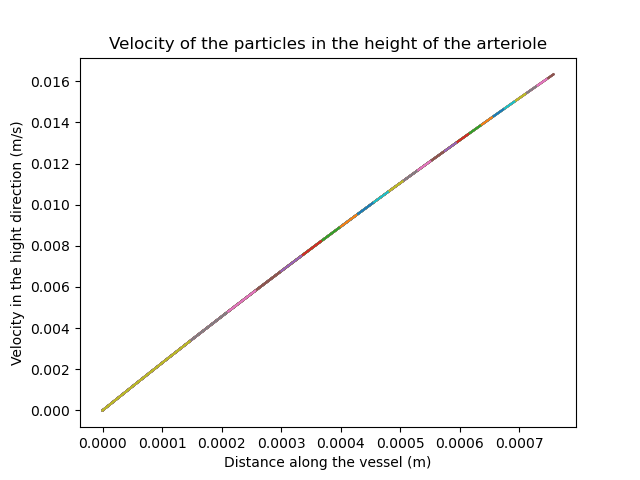 Velocity of the particles in the height of the arteriole
Velocity in the hight direction (m/s)
0.016
0.014
0.012
0.010
0.008
0.006
0.004
0.002
0.000
0.0000 0.0001 0.0002 0.0003 0.0004 0.0005 0.0006 0.0007
Distance along the vessel (m)